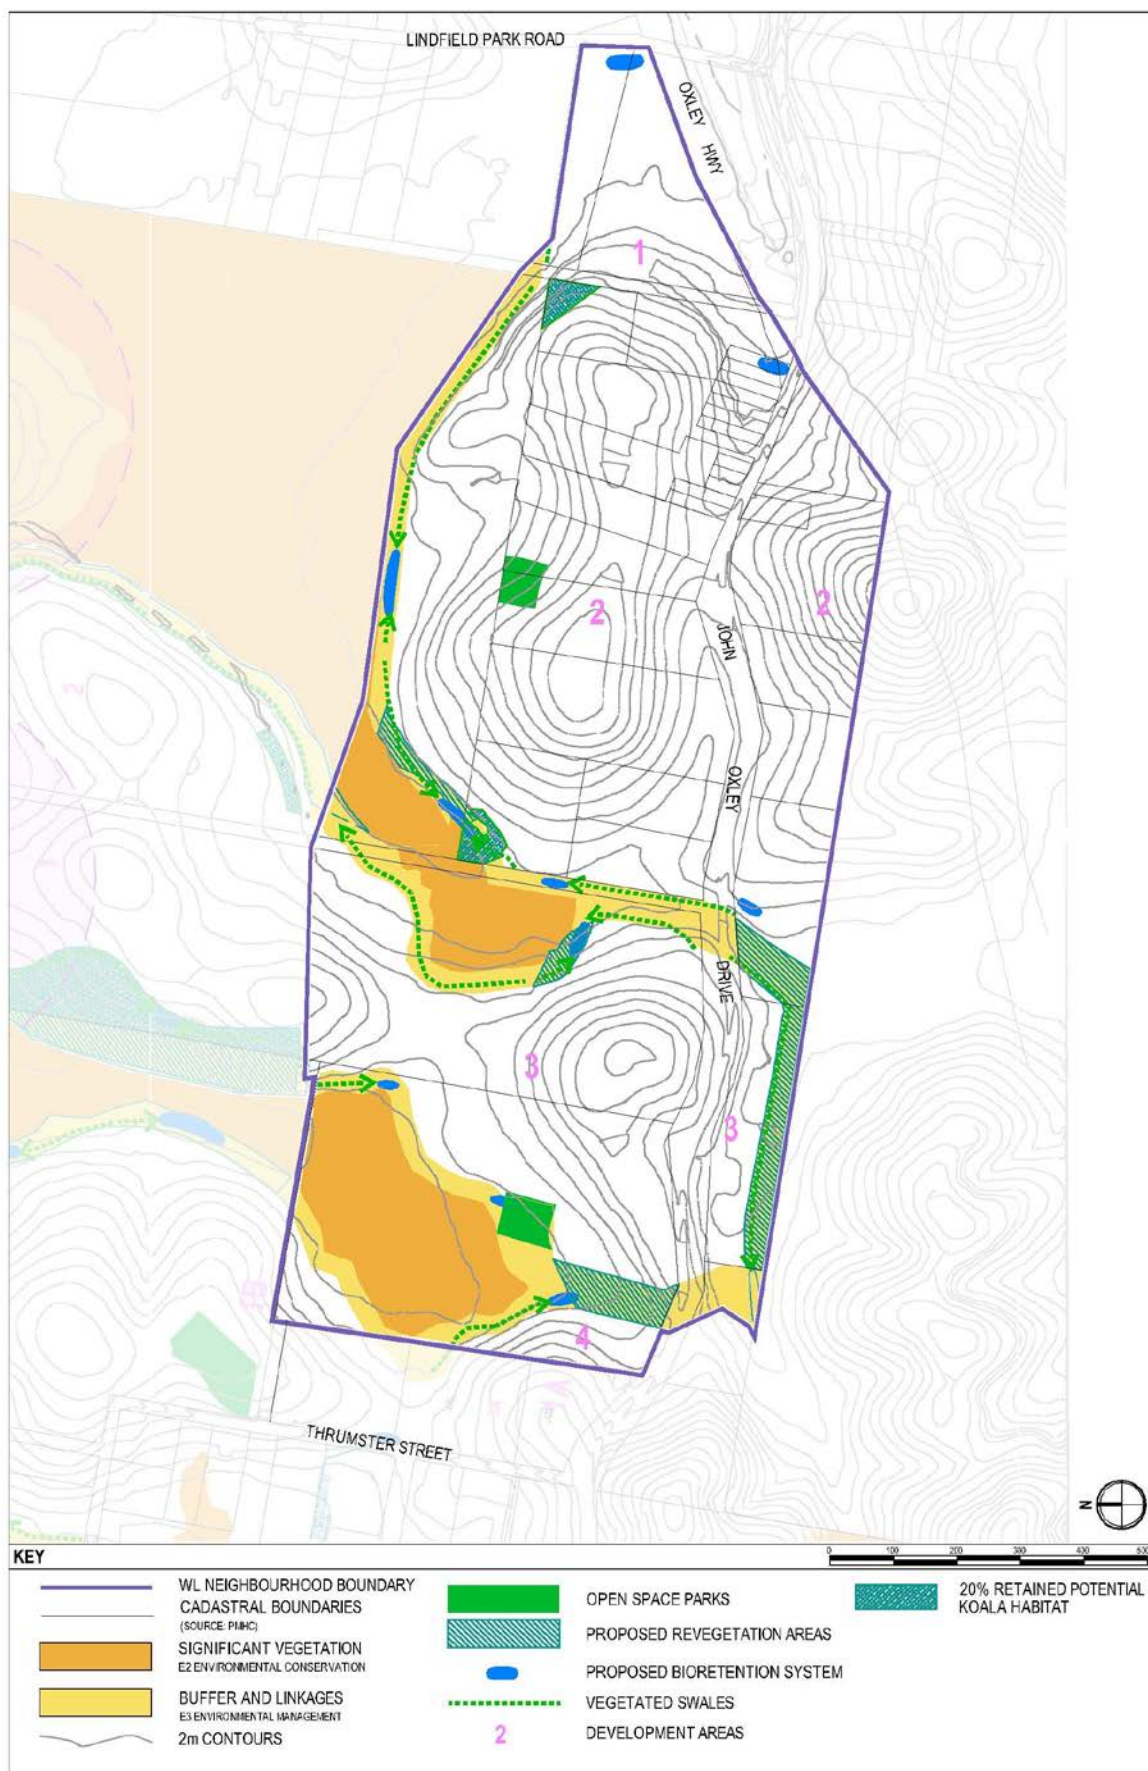 LINDFIELD PARK ROAD
OXLEY
HWY
1
2
2
2
JOHN
OXLEY
DRIVE
3
3
4
THRUMSTER STREET
N
KEY
0 100 200 300 400 500
WL NEIGHBOURHOOD BOUNDARY
CADASTRAL BOUNDARIES
(SOURCE: PMHC)
SIGNIFICANT VEGETATION
E2 ENVIRONMENTAL CONSERVATION
BUFFER AND LINKAGES
E3 ENVIRONMENTAL MANAGEMENT
2m CONTOURS
OPEN SPACE PARKS
PROPOSED REVEGETATION AREAS
PROPOSED BIORETENTION SYSTEM
VEGETATED SWALES
2
DEVELOPMENT AREAS
20% RETAINED POTENTIAL
KOALA HABITAT